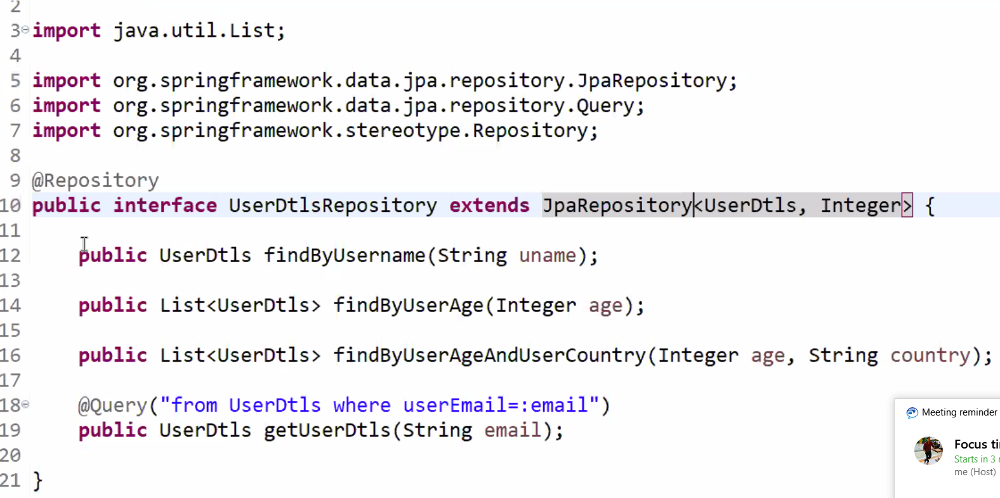 2
3 import java.util.List;
4
5 import org.springframework.data.jpa.repository.JpaRepository;
6 import org.springframework.data.jpa.repository.Query;
7 import org.springframework.stereotype.Repository;
8
9 @Repository
10 public interface UserDtlsRepository extends JpaRepository<UserDtls, Integer> {
11
12 public UserDtls findByUsername(String uname);
13
14 public List<UserDtls> findByUserAge(Integer age);
15
16 public List<UserDtls> findByUserAgeAndUserCountry(Integer age, String country);
17
18 @Query("from UserDtls where userEmail=:email")
19 public UserDtls getUserDtls(String email);
20
21 }
Meeting reminder
Focus
Starts in 3
me (Host)